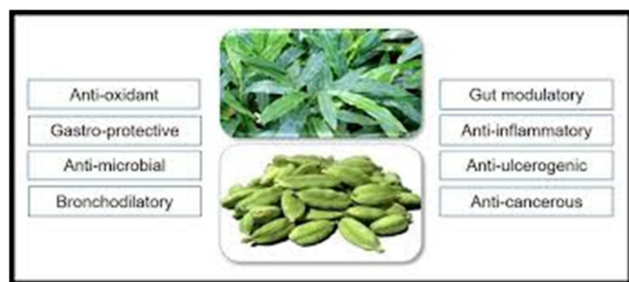 Anti-oxidant
Gastro-protective
Anti-microbial
Bronchodilatory
Gut modulatory
Anti-inflammatory
Anti-ulcerogenic
Anti-cancerous